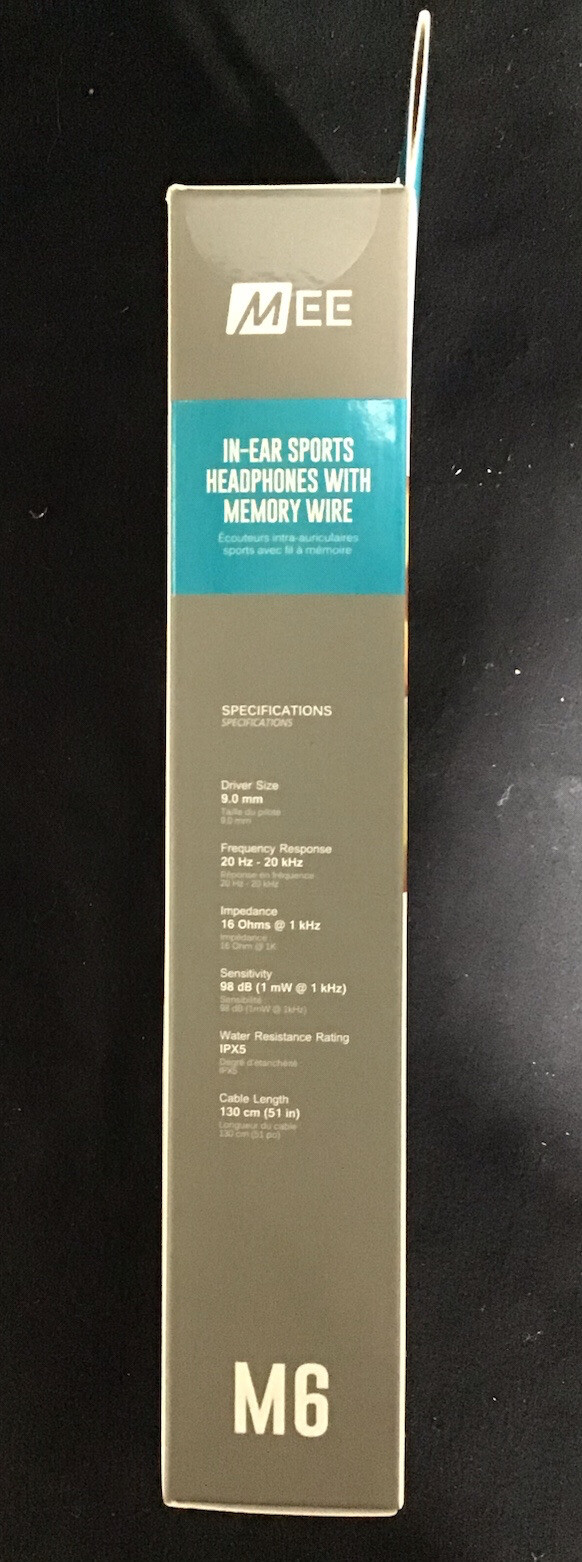 MEE
IN-EAR SPORTS
HEADPHONES WITH
MEMORY WIRE
Écouteurs intra-auriculaires
sports avec fil à mémoire
SPECIFICATIONS
SPECIFICATIONS
Driver Size
9.0 mm
Taille du pilote
9.0 mm
Frequency Response
20 Hz - 20 kHz
Réponse en fréquence
20 Hz - 20 kHz
Impedance
16 Ohms @ 1 kHz
Impédance
16 Ohm @ 1K
Sensitivity
98 dB (1 mW @ 1 kHz)
Sensibilité
98 dB (1mW @ 1kHz)
Water Resistance Rating
IPX5
Degré d'étanchéité
IPX5
Cable Length
130 cm (51 in)
Longueur du cable
130 cm (51 po)
M6